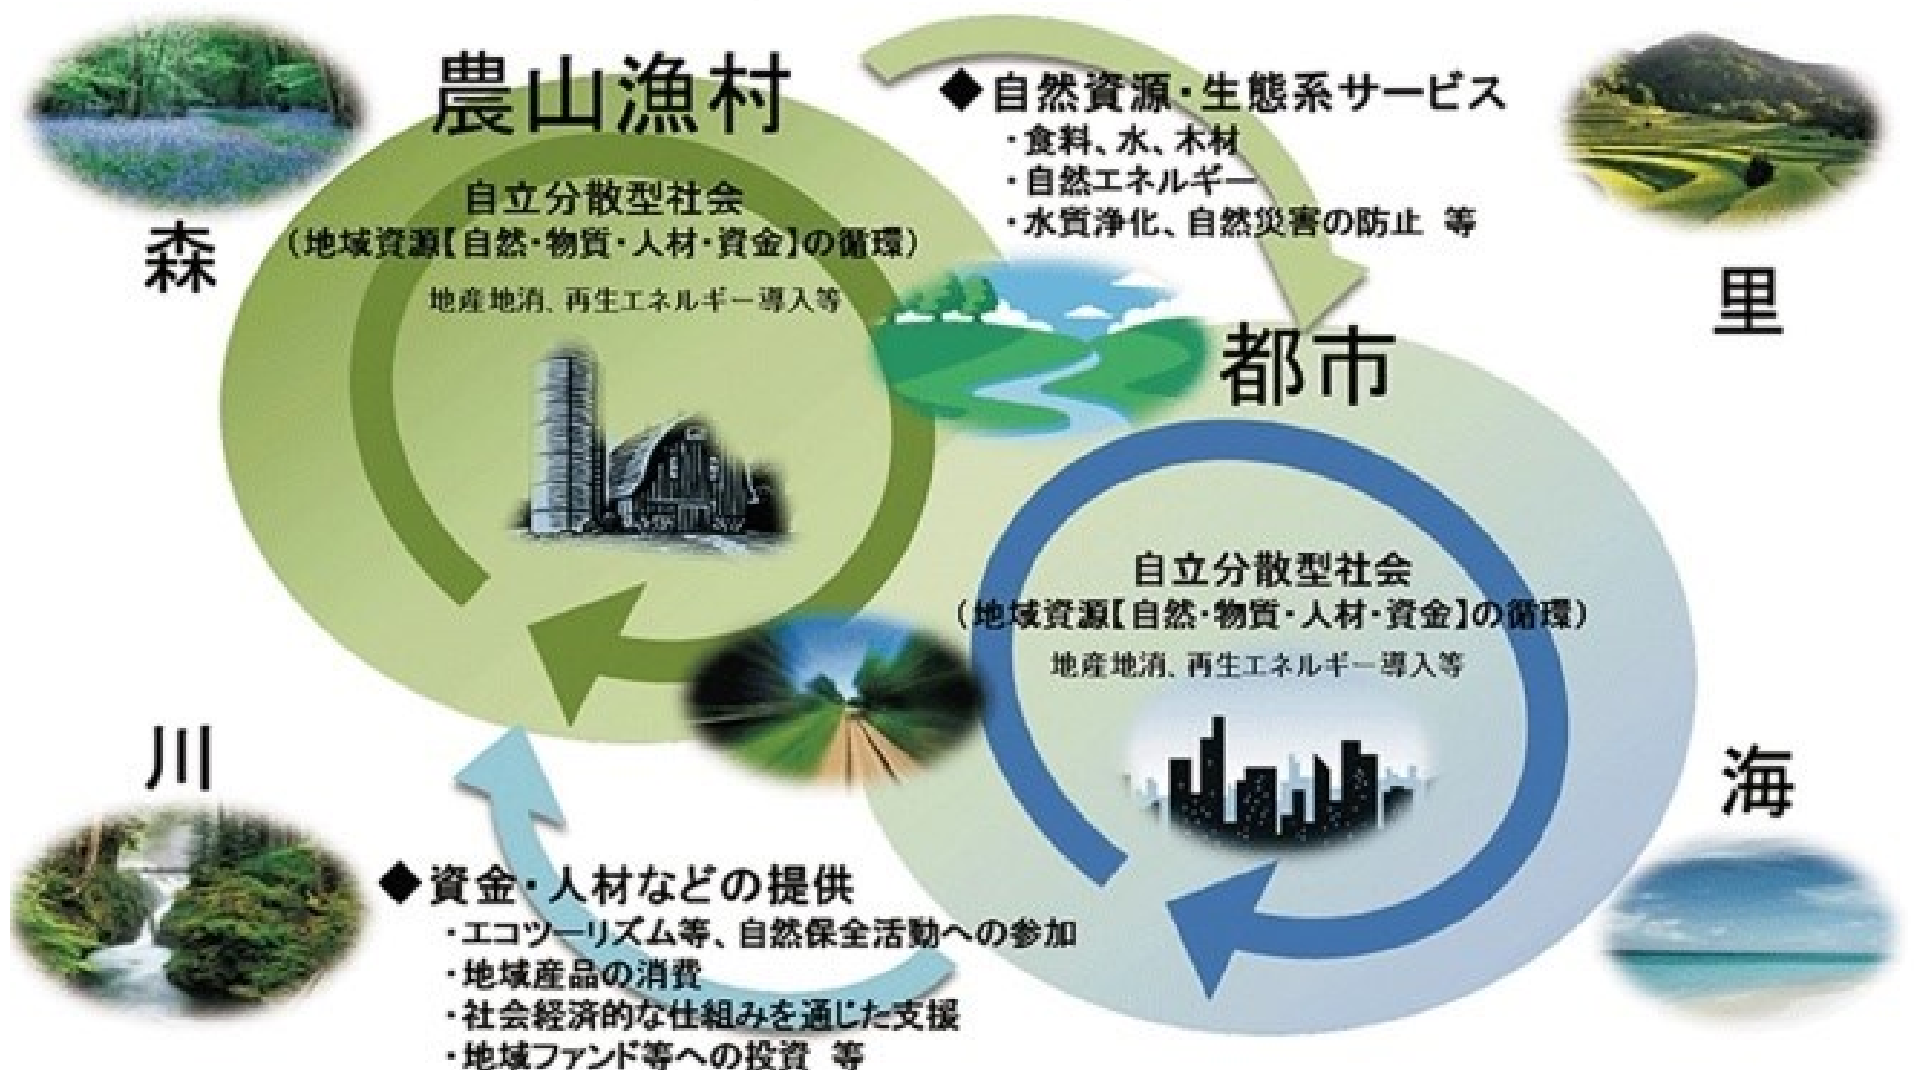 農山漁村
自立分散型社会
（地域資源【自然・物質・人材・資金】の循環）
地産地消、再生エネルギー導入等
◆自然資源・生態系サービス
・食料、水、木材
・自然エネルギー
・水質浄化、自然災害の防止 等
森
里
都市
自立分散型社会
（地域資源【自然・物質・人材・資金】の循環）
地産地消、再生エネルギー導入等
川
海
◆資金・人材などの提供
・エコツーリズム等、自然保全活動への参加
・地域産品の消費
・社会経済的な仕組みを通じた支援
・地域ファンド等への投資 等